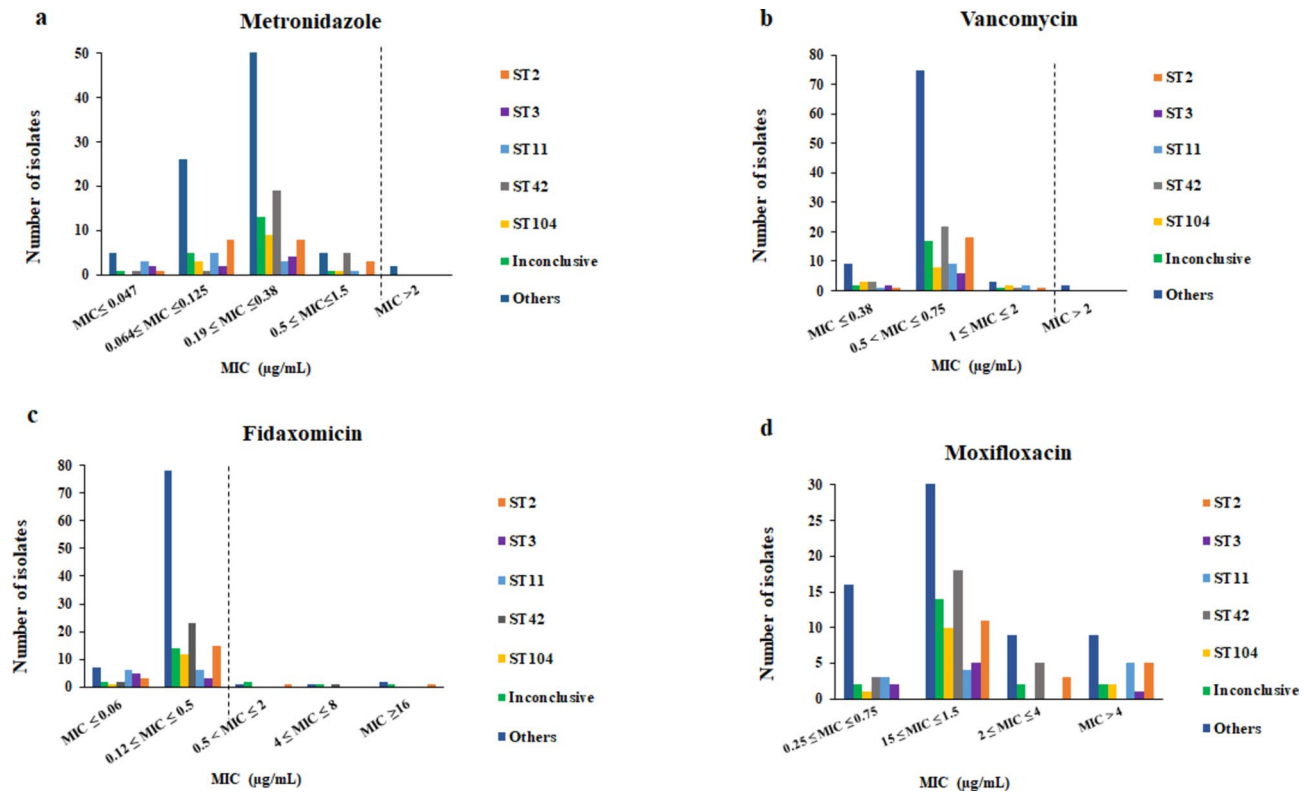 a
Metronidazole
Number of isolates
50
40
30
20
10
0
MIC≤ 0.047
0.064≤ MIC ≤0.125
0.19 ≤ MIC ≤0.38
0.5 ≤ MIC≤1.5
MIC >2
MIC (µg/mL)
ST2
ST3
ST11
ST42
ST104
Inconclusive
Others
b
Vancomycin
Number of isolates
80
70
60
50
40
30
20
10
0
MIC ≤ 0.38
0.5 < MIC ≤ 0.75
1 ≤ MIC ≤ 2
MIC > 2
MIC (µg/mL)
ST2
ST3
ST11
ST42
ST104
Inconclusive
Others
c
Fidaxomicin
Number of isolates
80
70
60
50
40
30
20
10
0
MIC ≤ 0.06
0.12 ≤ MIC ≤ 0.5
0.5 < MIC ≤ 2
4 ≤ MIC ≤ 8
MIC ≥16
MIC (µg/mL)
ST2
ST3
ST11
ST42
ST104
Inconclusive
Others
d
Moxifloxacin
Number of isolates
30
25
20
15
10
5
0
0.25 ≤ MIC ≤ 0.75
15 ≤ MIC ≤ 1.5
2 ≤ MIC ≤ 4
MIC > 4
MIC (µg/mL)
ST2
ST3
ST11
ST42
ST104
Inconclusive
Others